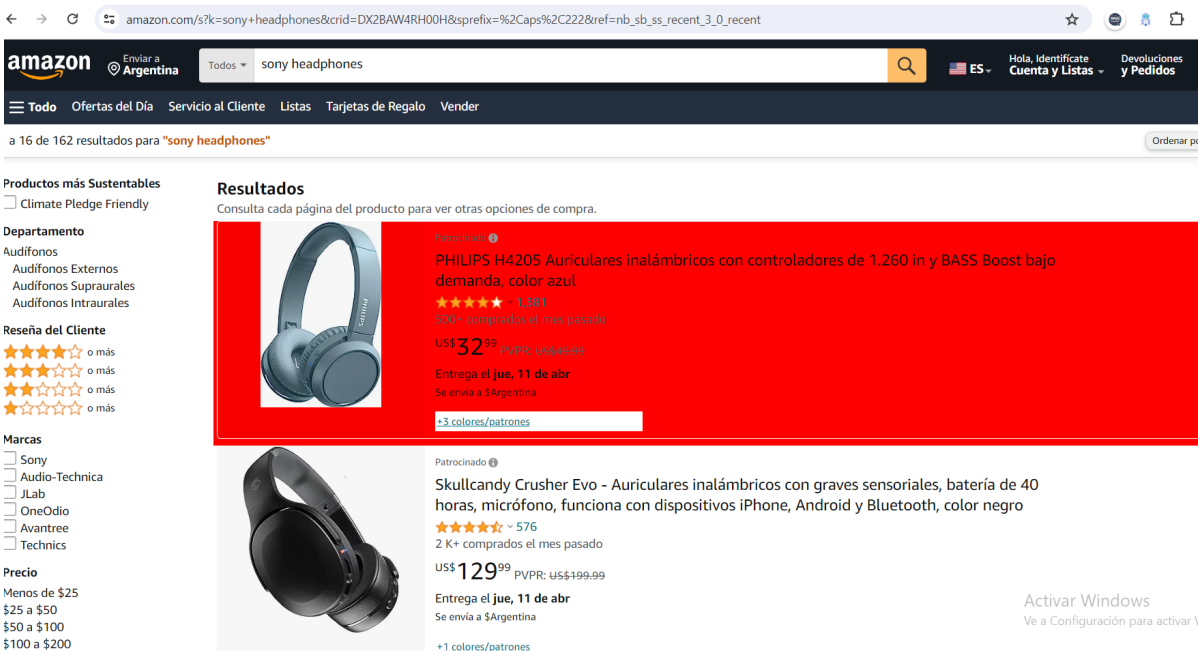 amazon.com/s?k=sony+headphones&crid=DX2BAW4RH00H&sprefix=%2Caps%2C222&ref=nb_sb_ss_recent_3_0_recent
amazon
Enviar a
Argentina
Todos
sony headphones
ES
Hola, Identifícate
Cuenta y Listas
Devoluciones
y Pedidos
Todo Ofertas del Día Servicio al Cliente Listas Tarjetas de Regalo Vender
a 16 de 162 resultados para "sony headphones"
Ordenar po
Productos más Sustentables
Climate Pledge Friendly
Departamento
Audífonos
Audífonos Externos
Audífonos Supraurales
Audífonos Intraurales
Reseña del Cliente
o más
o más
o más
o más
Marcas
Sony
Audio-Technica
JLab
OneOdio
Avantree
Technics
Precio
Menos de $25
$25 a $50
$50 a $100
$100 a $200
Resultados
Consulta cada página del producto para ver otras opciones de compra.
PHILIPS
Patrocinado
PHILIPS H4205 Auriculares inalámbricos con controladores de 1.260 in y BASS Boost bajo
demanda, color azul
1,381
500+ comprados el mes pasado
US$3299 PVPR: US$49.99
Entrega el jue, 11 de abr
Se envía a $Argentina
+3 colores/patrones
Patrocinado
Skullcandy Crusher Evo - Auriculares inalámbricos con graves sensoriales, batería de 40
horas, micrófono, funciona con dispositivos iPhone, Android y Bluetooth, color negro
576
2 K+ comprados el mes pasado
US$12999 PVPR: US$199.99
Entrega el jue, 11 de abr
Se envía a $Argentina
+1 colores/patrones
Activar Windows
Ve a Configuración para activar W